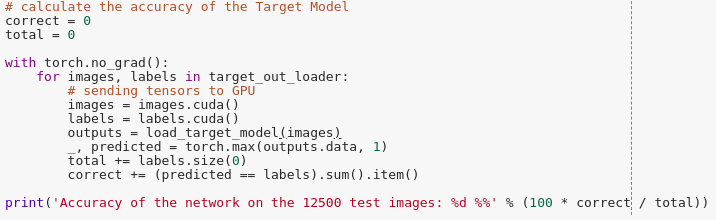 # calculate the accuracy of the Target Model
correct = 0
total = 0
with torch.no_grad():
for images, labels in target_out_loader:
# sending tensors to GPU
images = images.cuda()
labels = labels.cuda()
outputs = load_target_model(images)
_, predicted = torch.max(outputs.data, 1)
total += labels.size(0)
correct += (predicted == labels).sum().item()
print('Accuracy of the network on the 12500 test images: %d %%' % (100 * correct / total))